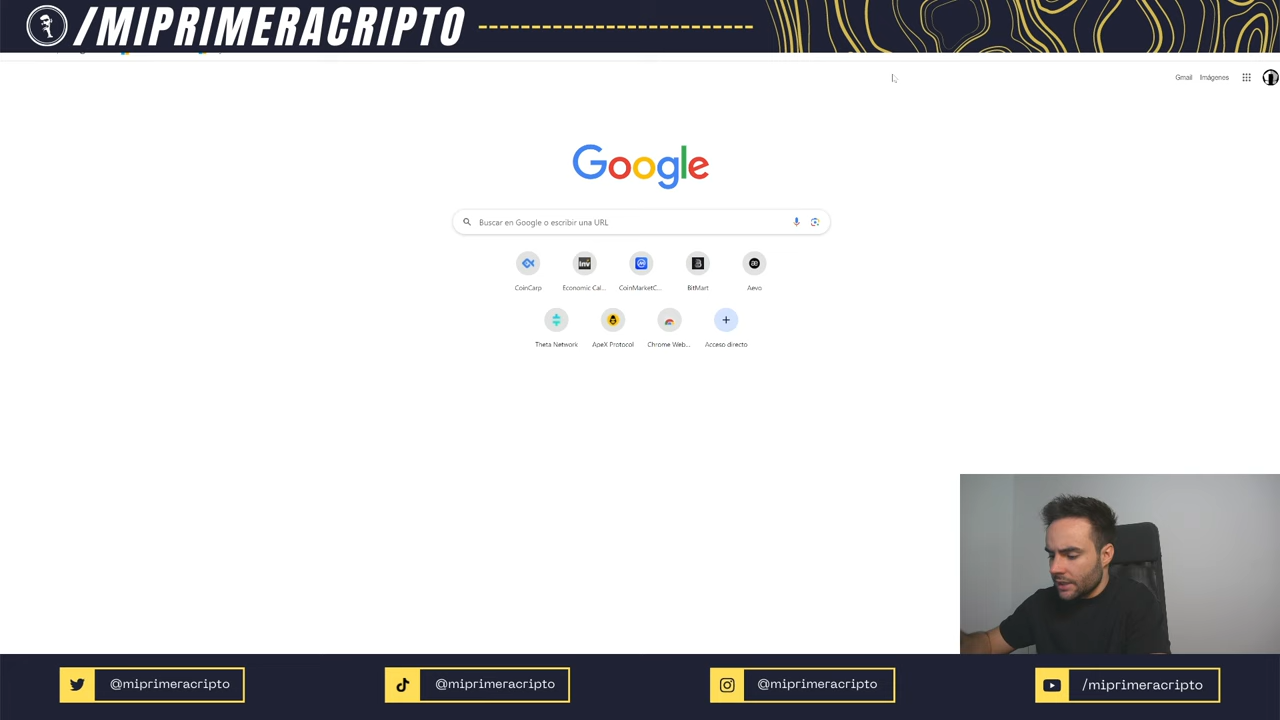 /MIPRIMERACRIPTO
Gmail Imágenes
Google
Buscar en Google o escribir una URL
CoinCarp Economic Cal... CoinMarketC... BitMart Aevo
Theta Network ApeX Protocol Chrome Web... Acceso directo
@miprimeracripto @miprimeracripto @miprimeracripto /miprimeracripto